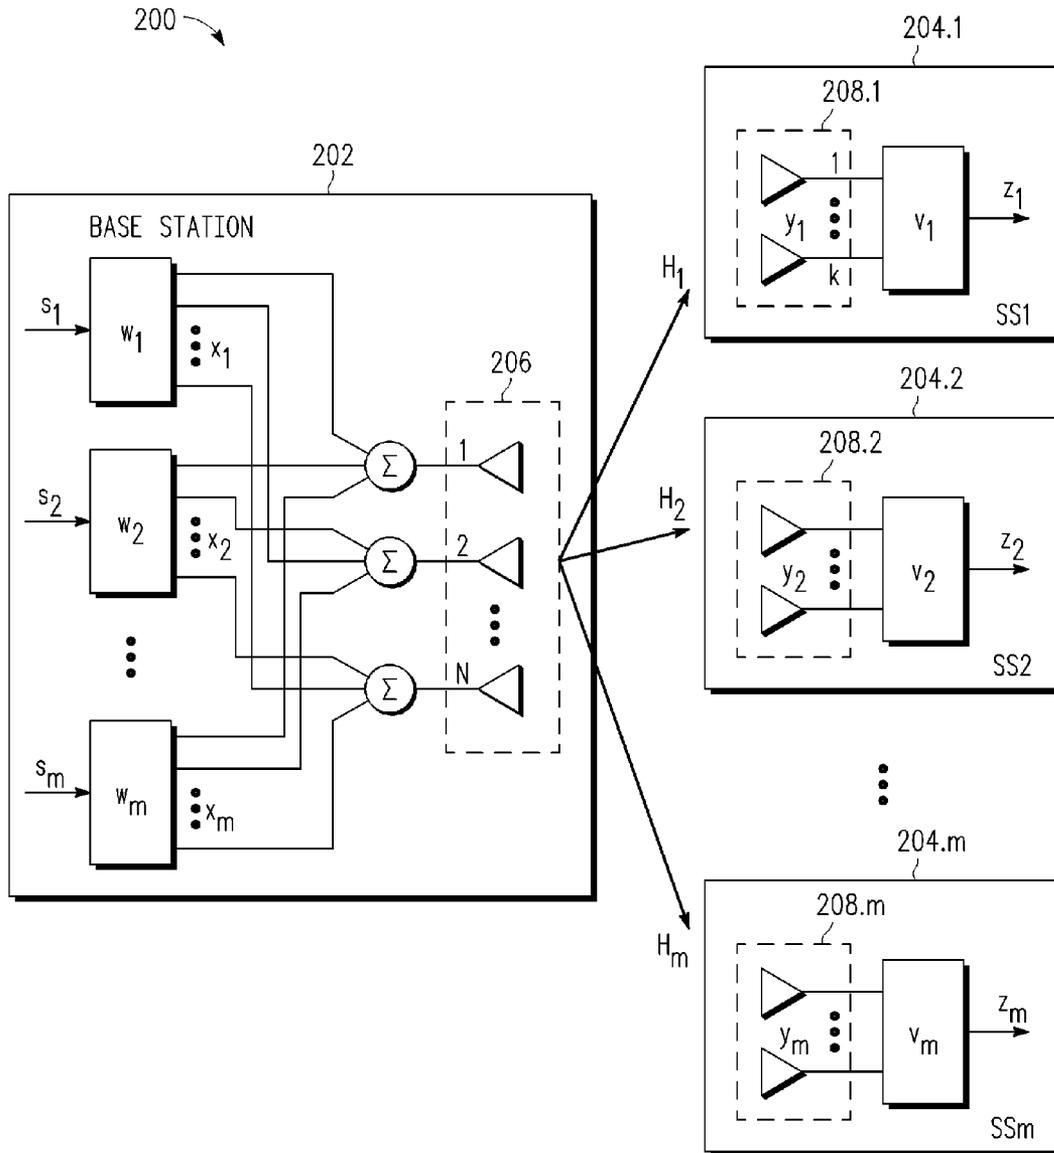 200
202
BASE STATION
s1
w1
x1
s2
w2
x2
sm
wm
xm
Σ
Σ
Σ
206
1
2
N
H1
H2
Hm
204.1
208.1
1
y1
k
v1
z1
SS1
204.2
208.2
y2
v2
z2
SS2
204.m
208.m
ym
vm
zm
SSm